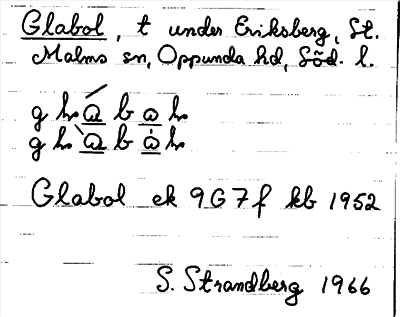 Glabol, t under Eriksberg, St.
Malms sn, Oppunda hd, Söd. l.
Glabol ek 9G7f kb 1952
S. Strandberg 1966